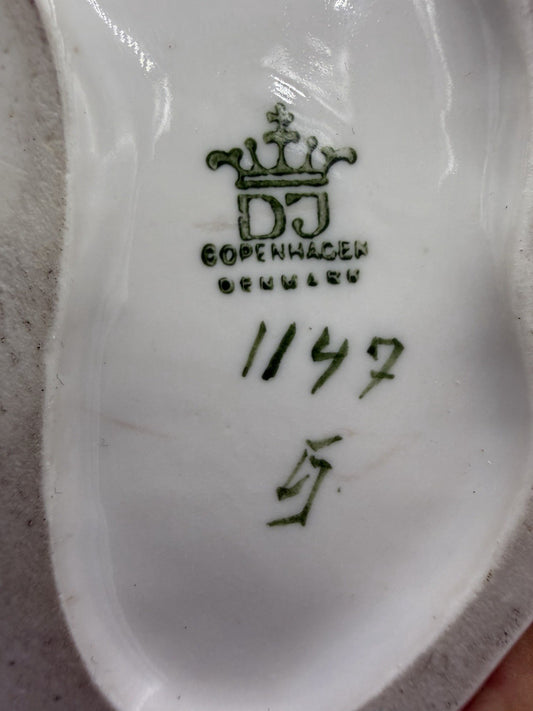 DJ
COPENHAGEN
DENMARK
1147